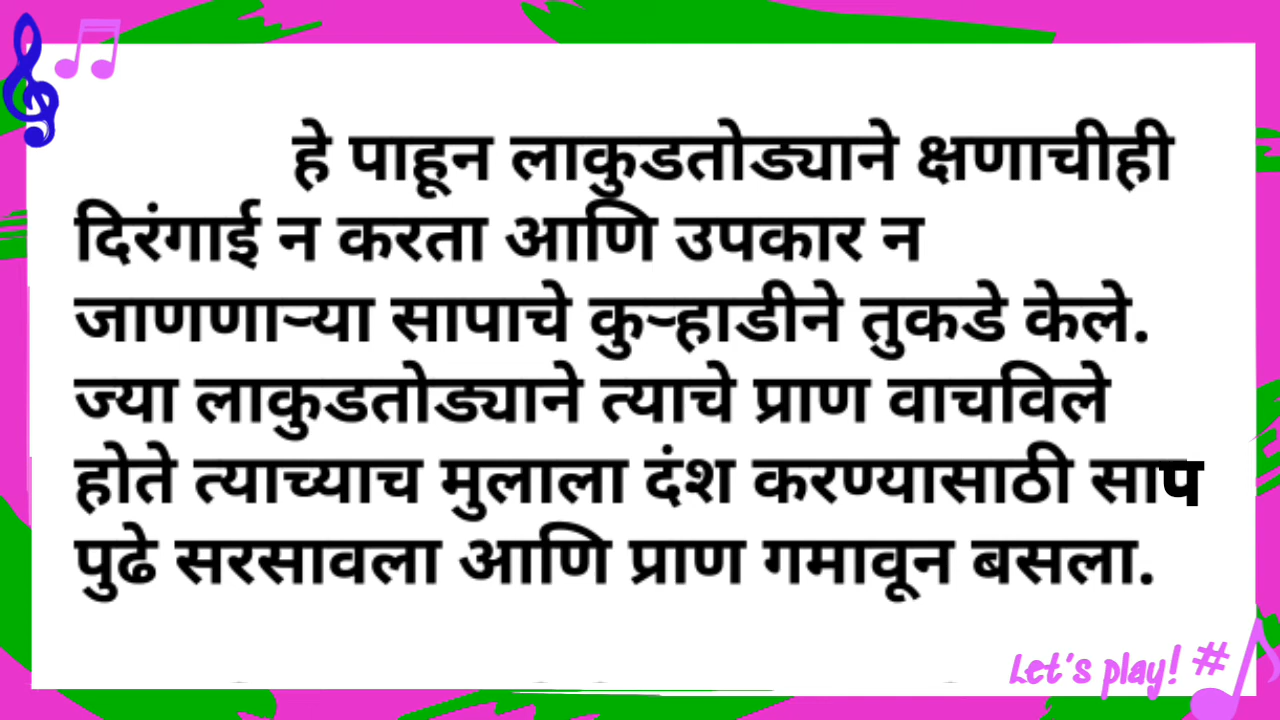 हे पाहून लाकुडतोड्याने क्षणाचीही
दिरंगाई न करता आणि उपकार न
जाणणाऱ्या सापाचे कुऱ्हाडीने तुकडे केले.
ज्या लाकुडतोड्याने त्याचे प्राण वाचविले
होते त्याच्याच मुलाला दंश करण्यासाठी साप
पुढे सरसावला आणि प्राण गमावून बसला.
Let's play! #